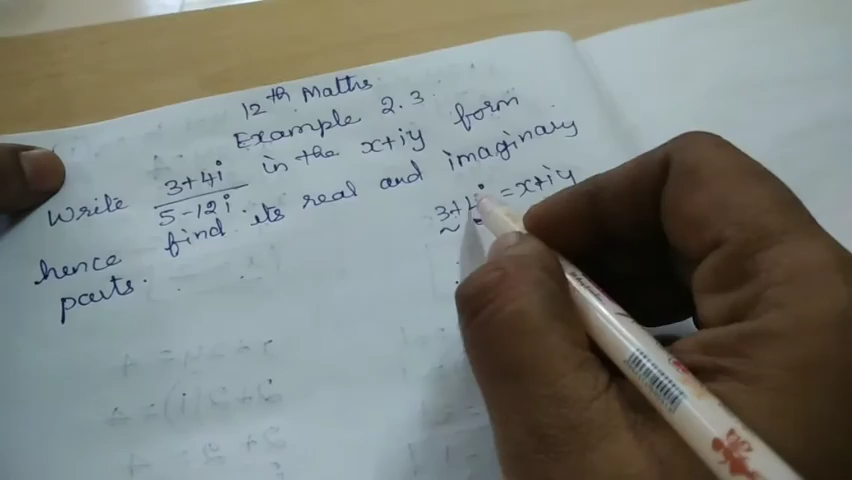 12th Maths
Example 2.3
Write 3+4i / 5-12i in the x+iy form
hence find its real and imaginary
parts.
3+4i = x+iy